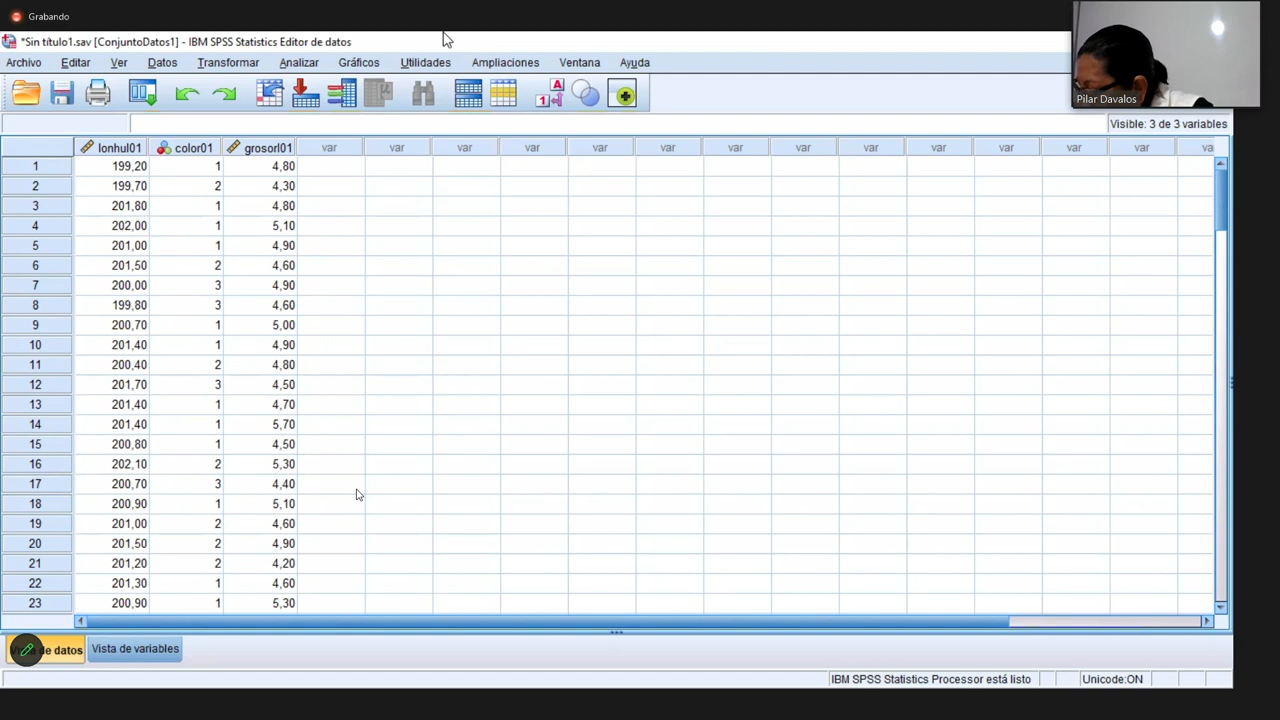 Grabando
*Sin título1.sav [ConjuntoDatos1] - IBM SPSS Statistics Editor de datos
Archivo Editar Ver Datos Transformar Analizar Gráficos Utilidades Ampliaciones Ventana Ayuda
Pilar Davalos
Visible: 3 de 3 variables
lonhul01 color01 grosorl01 var var var var var var var var var var var var var va
1 199,20 1 4,80
2 199,70 2 4,30
3 201,80 1 4,80
4 202,00 1 5,10
5 201,00 1 4,90
6 201,50 2 4,60
7 200,00 3 4,90
8 199,80 3 4,60
9 200,70 1 5,00
10 201,40 1 4,90
11 200,40 2 4,80
12 201,70 3 4,50
13 201,40 1 4,70
14 201,40 1 5,70
15 200,80 1 4,50
16 202,10 2 5,30
17 200,70 3 4,40
18 200,90 1 5,10
19 201,00 2 4,60
20 201,50 2 4,90
21 201,20 2 4,20
22 201,30 1 4,60
23 200,90 1 5,30
de datos Vista de variables
IBM SPSS Statistics Processor está listo Unicode:ON